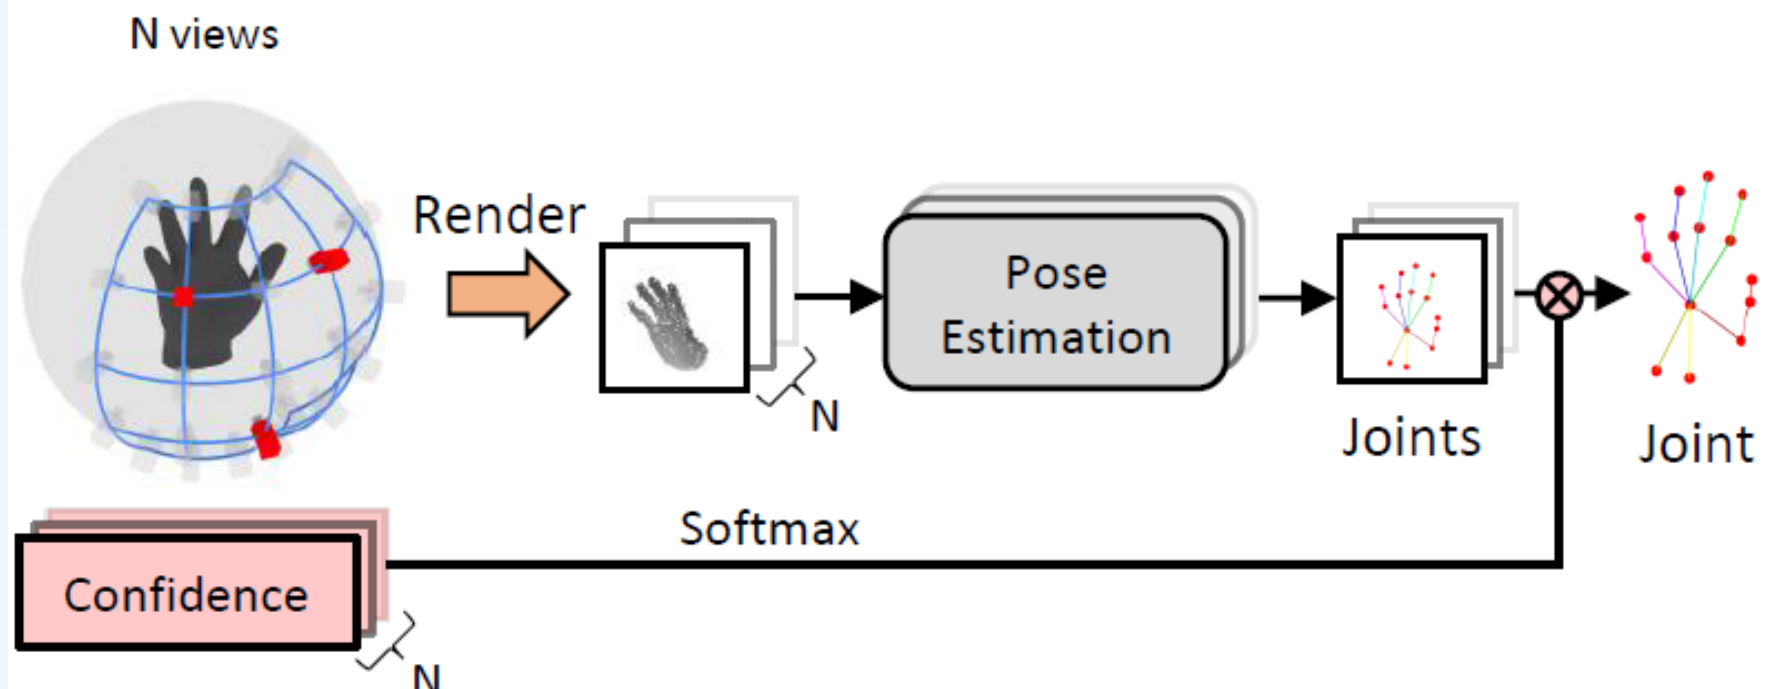 N views
Render
N
Pose
Estimation
Joints
Joint
Softmax
Confidence
N